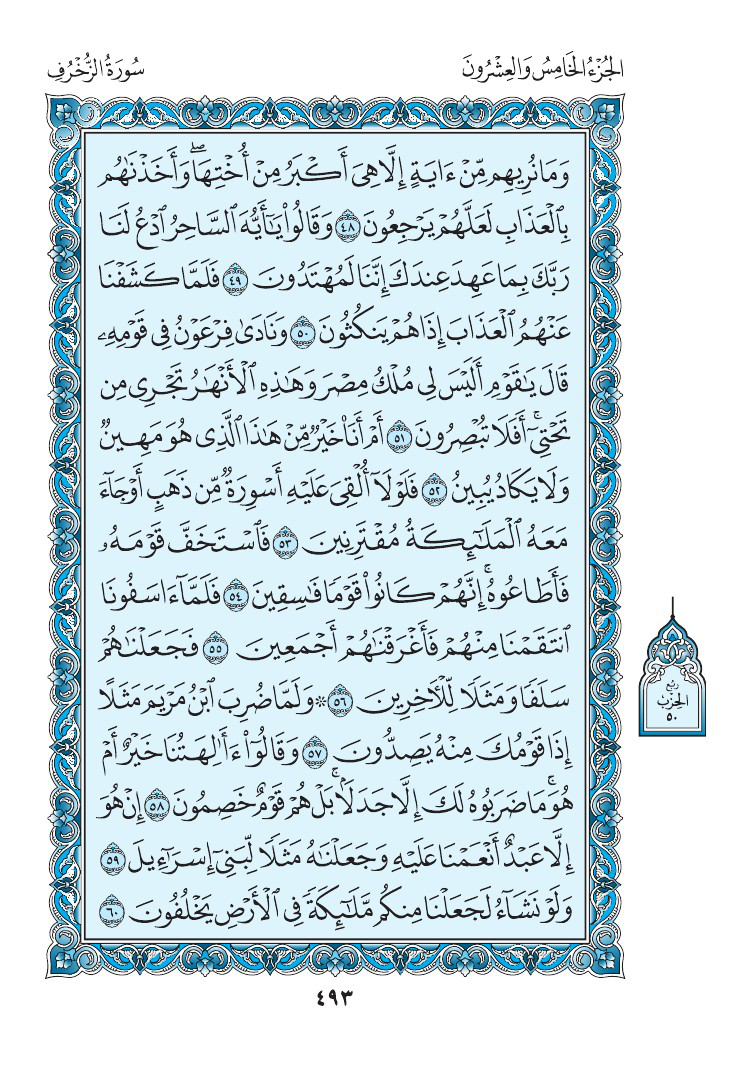 الجُزْءُ الخَامِسُ وَالعِشْرُونَ
سُورَةُ الزُّخْرُفِ
وَمَا نُرِيهِم مِّنْ ءَايَةٍ إِلَّا هِيَ أَكْبَرُ مِنْ أُخْتِهَاۖ وَأَخَذْنَٰهُم
بِٱلْعَذَابِ لَعَلَّهُمْ يَرْجِعُونَ ٤٨ وَقَالُوا۟ يَٰٓأَيُّهَ ٱلسَّاحِرُ ٱدْعُ لَنَا
رَبَّكَ بِمَا عَهِدَ عِندَكَ إِنَّنَا لَمُهْتَدُونَ ٤٩ فَلَمَّا كَشَفْنَا
عَنْهُمُ ٱلْعَذَابَ إِذَا هُمْ يَنكُثُونَ ٥٠ وَنَادَىٰ فِرْعَوْنُ فِى قَوْمِهِۦ
قَالَ يَٰقَوْمِ أَلَيْسَ لِى مُلْكُ مِصْرَ وَهَٰذِهِ ٱلْأَنْهَٰرُ تَجْرِى مِن
تَحْتِىٓۚ أَفَلَا تُبْصِرُونَ ٥١ أَمْ أَنَا۠ خَيْرٌ مِّنْ هَٰذَا ٱلَّذِى هُوَ مَهِينٌ
وَلَا يَكَادُ يُبِينُ ٥٢ فَلَوْلَآ أُلْقِىَ عَلَيْهِ أَسْوِرَةٌ مِّن ذَهَبٍ أَوْ جَآءَ
مَعَهُ ٱلْمَلَٰٓئِكَةُ مُقْتَرِنِينَ ٥٣ فَٱسْتَخَفَّ قَوْمَهُۥ
فَأَطَاعُوهُۚ إِنَّهُمْ كَانُوا۟ قَوْمًا فَٰسِقِينَ ٥٤ فَلَمَّآ ءَاسَفُونَا
ٱنتَقَمْنَا مِنْهُمْ فَأَغْرَقْنَٰهُمْ أَجْمَعِينَ ٥٥ فَجَعَلْنَٰهُمْ
سَلَفًا وَمَثَلًا لِّلْءَاخِرِينَ ٥٦ ۞ وَلَمَّا ضُرِبَ ٱبْنُ مَرْيَمَ مَثَلًا
إِذَا قَوْمُكَ مِنْهُ يَصِدُّونَ ٥٧ وَقَالُوٓا۟ ءَأَٰلِهَتُنَا خَيْرٌ أَمْ
هُوَۚ مَا ضَرَبُوهُ لَكَ إِلَّا جَدَلًۢاۚ بَلْ هُمْ قَوْمٌ خَصِمُونَ ٥٨ إِنْ هُوَ
إِلَّا عَبْدٌ أَنْعَمْنَا عَلَيْهِ وَجَعَلْنَٰهُ مَثَلًا لِّبَنِىٓ إِسْرَٰٓءِيلَ ٥٩
وَلَوْ نَشَآءُ لَجَعَلْنَا مِنكُم مَّلَٰٓئِكَةً فِى ٱلْأَرْضِ يَخْلُفُونَ ٦٠
ربع
الحزب
٥٠
٤٩٣